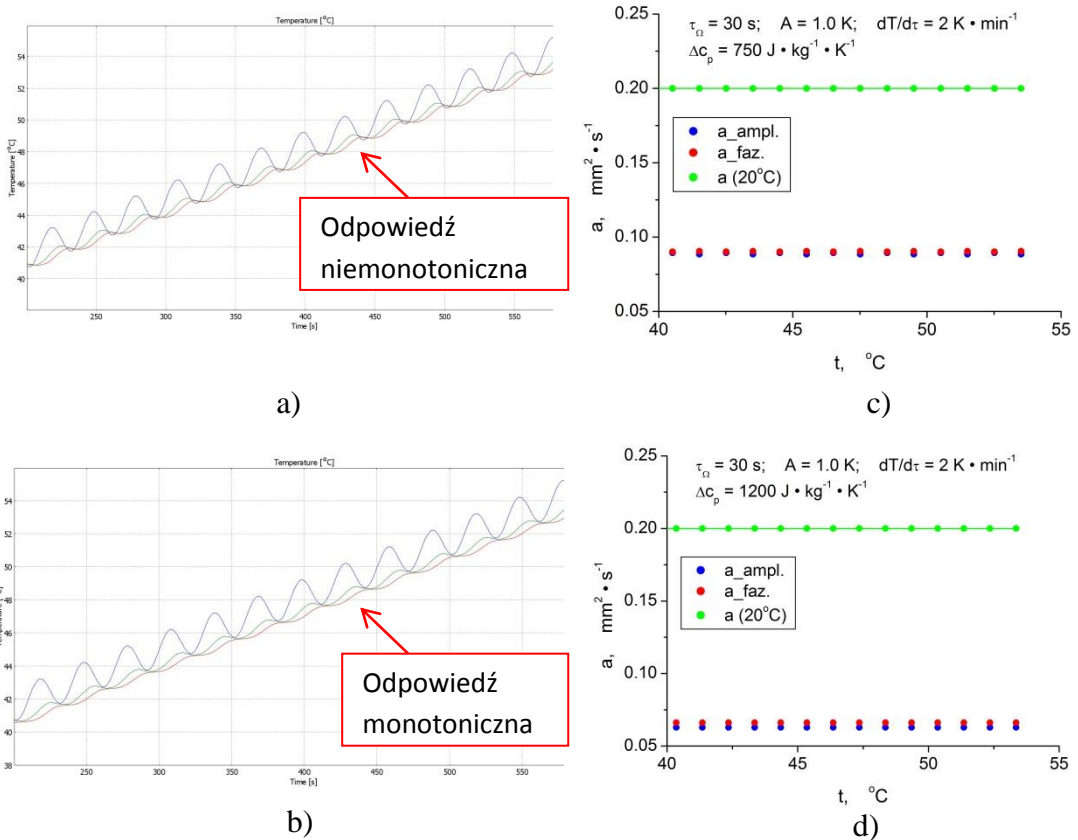 Temperature [°C]
54
52
50
48
46
44
42
40
Temperature [°C]
250 300 350 400 450 500 550
Time [s]
Odpowiedź
niemonotoniczna
a)
τΩ = 30 s; A = 1.0 K; dT/dτ = 2 K • min⁻¹
Δcp = 750 J • kg⁻¹ • K⁻¹
0.25
0.20
0.15
0.10
0.05
a, mm² • s⁻¹
a_ampl.
a_faz.
a (20°C)
40 45 50 55
t, °C
c)
Temperature [°C]
54
52
50
48
46
44
42
40
38
250 300 350 400 450 500 550
Time [s]
Odpowiedź
monotoniczna
b)
τΩ = 30 s; A = 1.0 K; dT/dτ = 2 K • min⁻¹
Δcp = 1200 J • kg⁻¹ • K⁻¹
0.25
0.20
0.15
0.10
0.05
a, mm² • s⁻¹
a_ampl.
a_faz.
a (20°C)
40 45 50 55
t, °C
d)